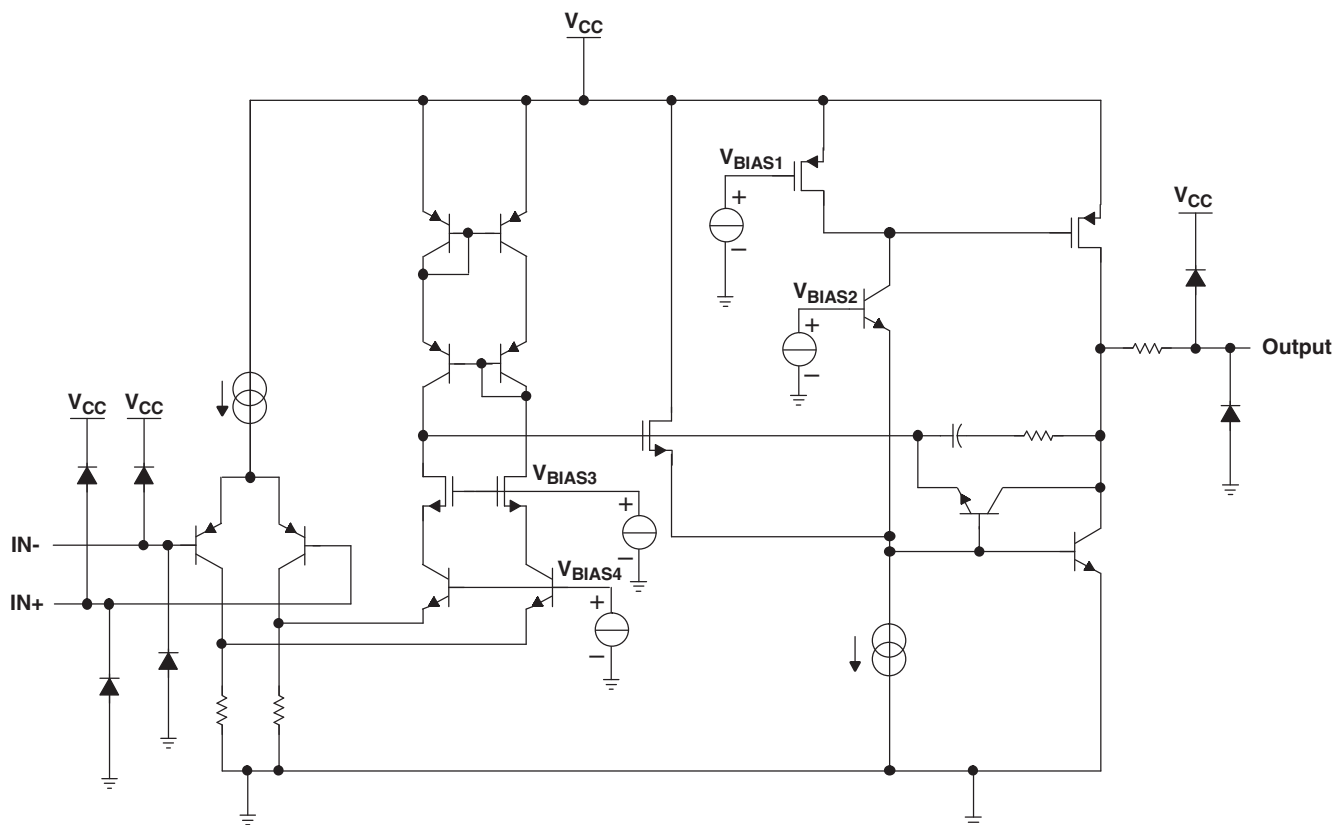 VCC
VBIAS1
+
−
VCC
VBIAS2
+
−
Output
VCC
VCC
VBIAS3
+
−
IN-
VBIAS4
+
−
IN+